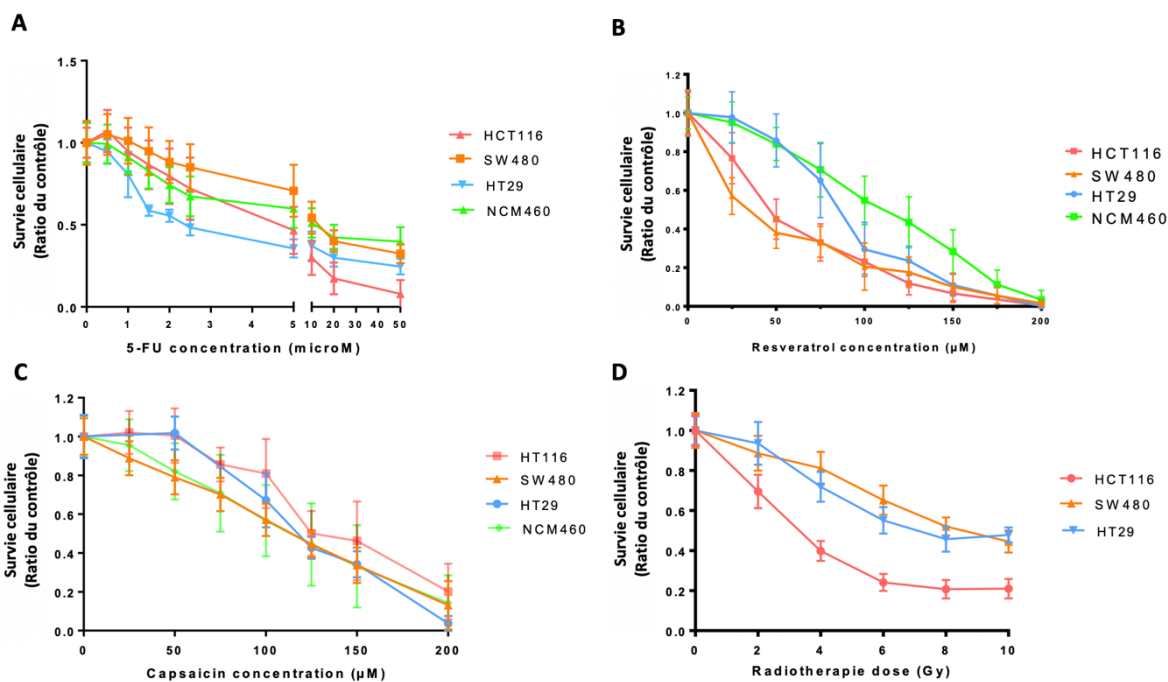 A
1.5
1.0
0.5
0.0
Survie cellulaire
(Ratio du contrôle)
0 1 2 3 4 5 10 20 30 40 50
5-FU concentration (microM)
HCT116
SW480
HT29
NCM460
B
1.2
1.0
0.8
0.6
0.4
0.2
0.0
Survie cellulaire
(Ratio du contrôle)
0 50 100 150 200
Resveratrol concentration (µM)
HCT116
SW480
HT29
NCM460
C
1.2
1.0
0.8
0.6
0.4
0.2
0.0
Survie cellulaire
(Ratio du contrôle)
0 50 100 150 200
Capsaicin concentration (µM)
HT116
SW480
HT29
NCM460
D
1.2
1.0
0.8
0.6
0.4
0.2
0.0
Survie cellulaire
(Ratio du contrôle)
0 2 4 6 8 10
Radiotherapie dose (Gy)
HCT116
SW480
HT29